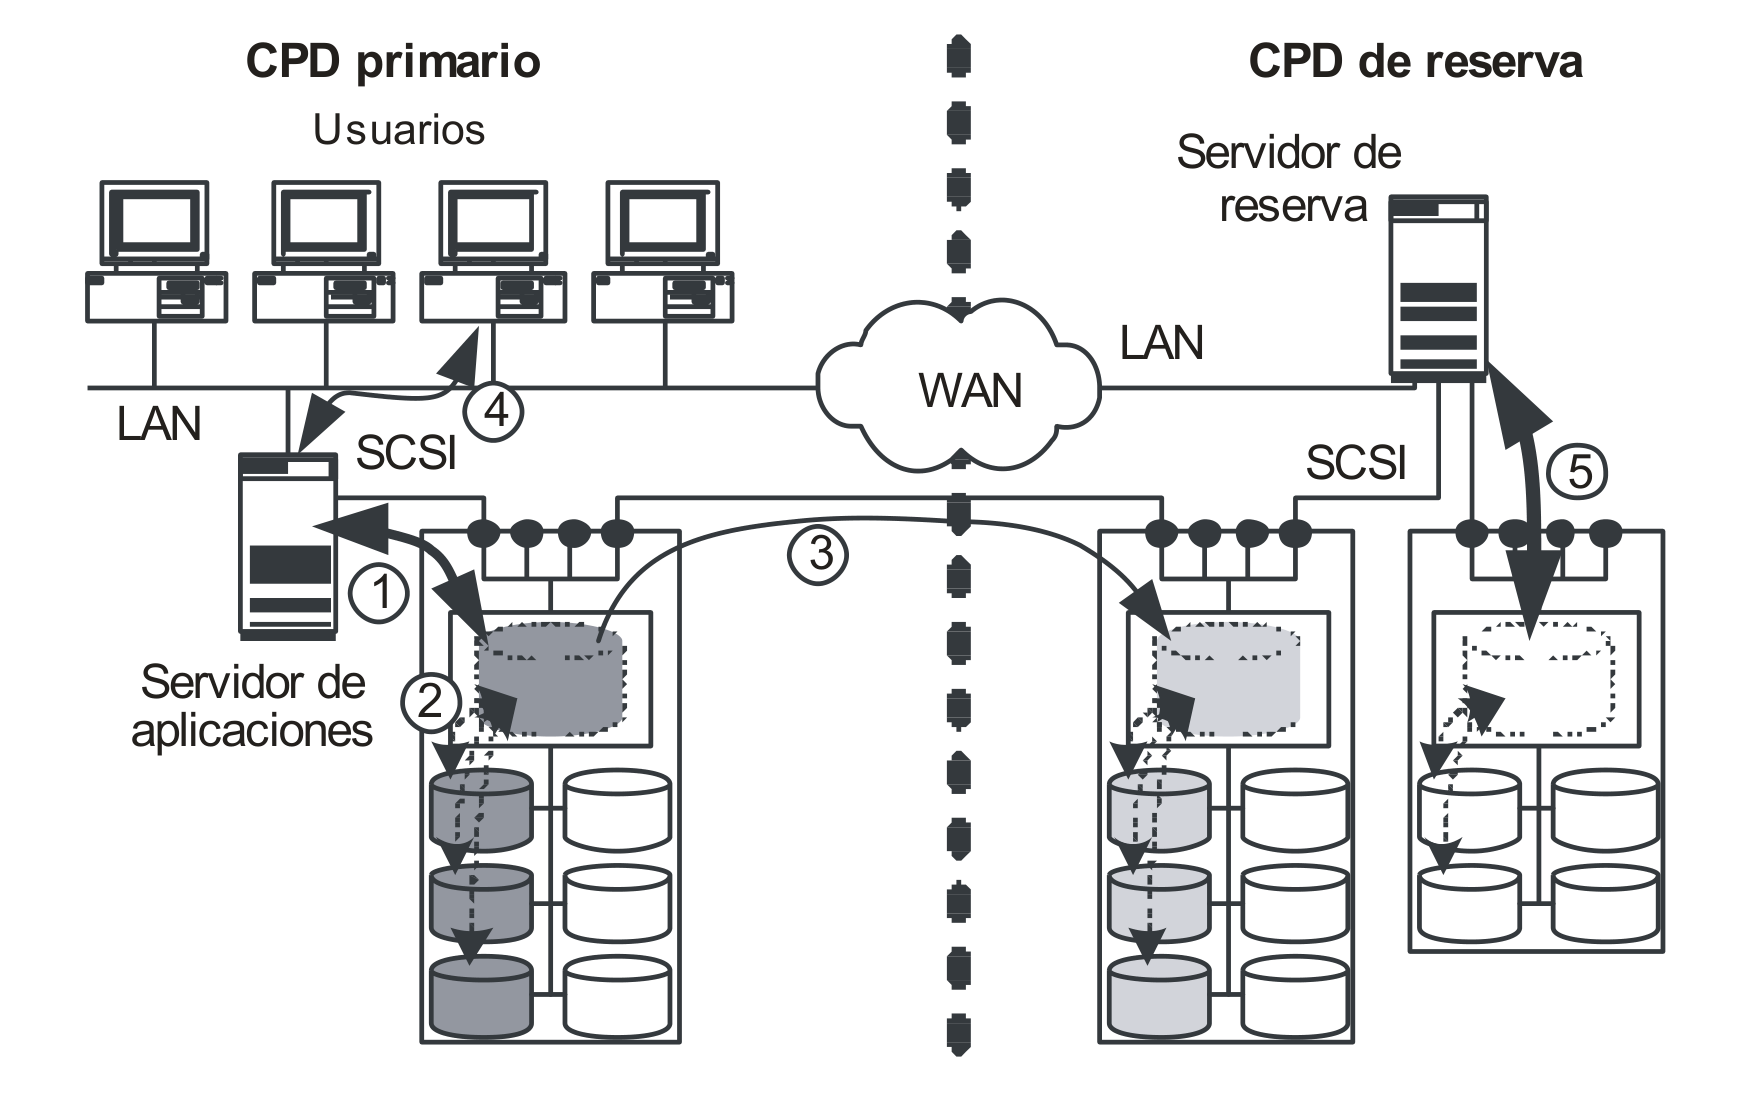 CPD primario
CPD de reserva
Usuarios
Servidor de
reserva
LAN
WAN
LAN
4
SCSI
SCSI
5
3
1
Servidor de
aplicaciones
2